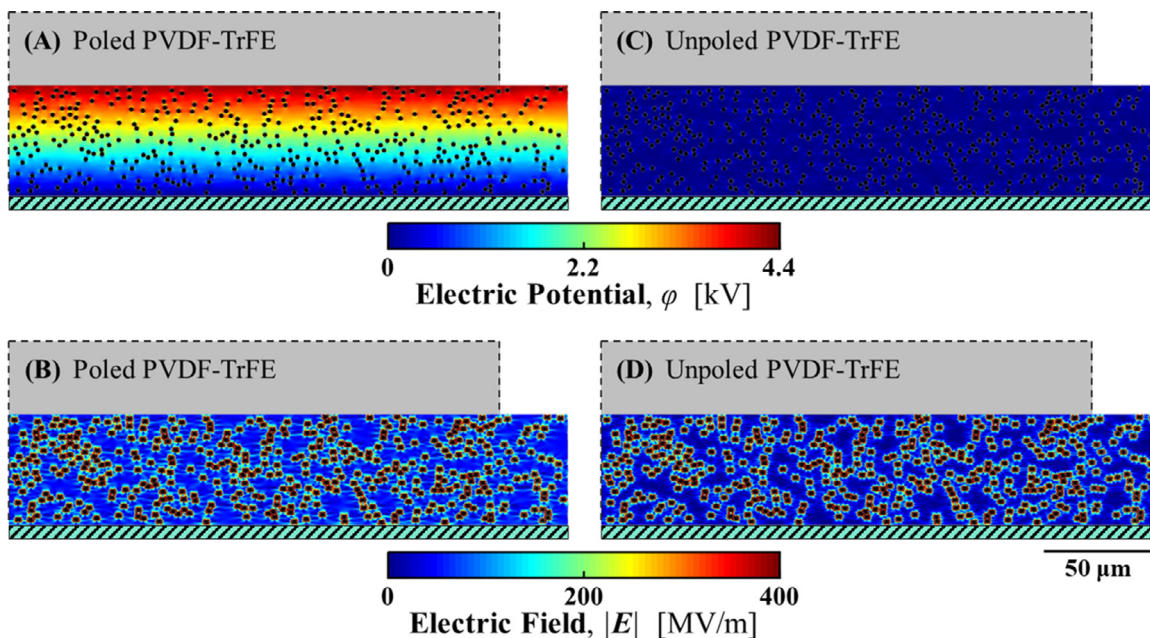 (A) Poled PVDF-TrFE
(C) Unpoled PVDF-TrFE
0
2.2
4.4
Electric Potential, φ [kV]
(B) Poled PVDF-TrFE
(D) Unpoled PVDF-TrFE
50 μm
0
200
400
Electric Field, |E| [MV/m]